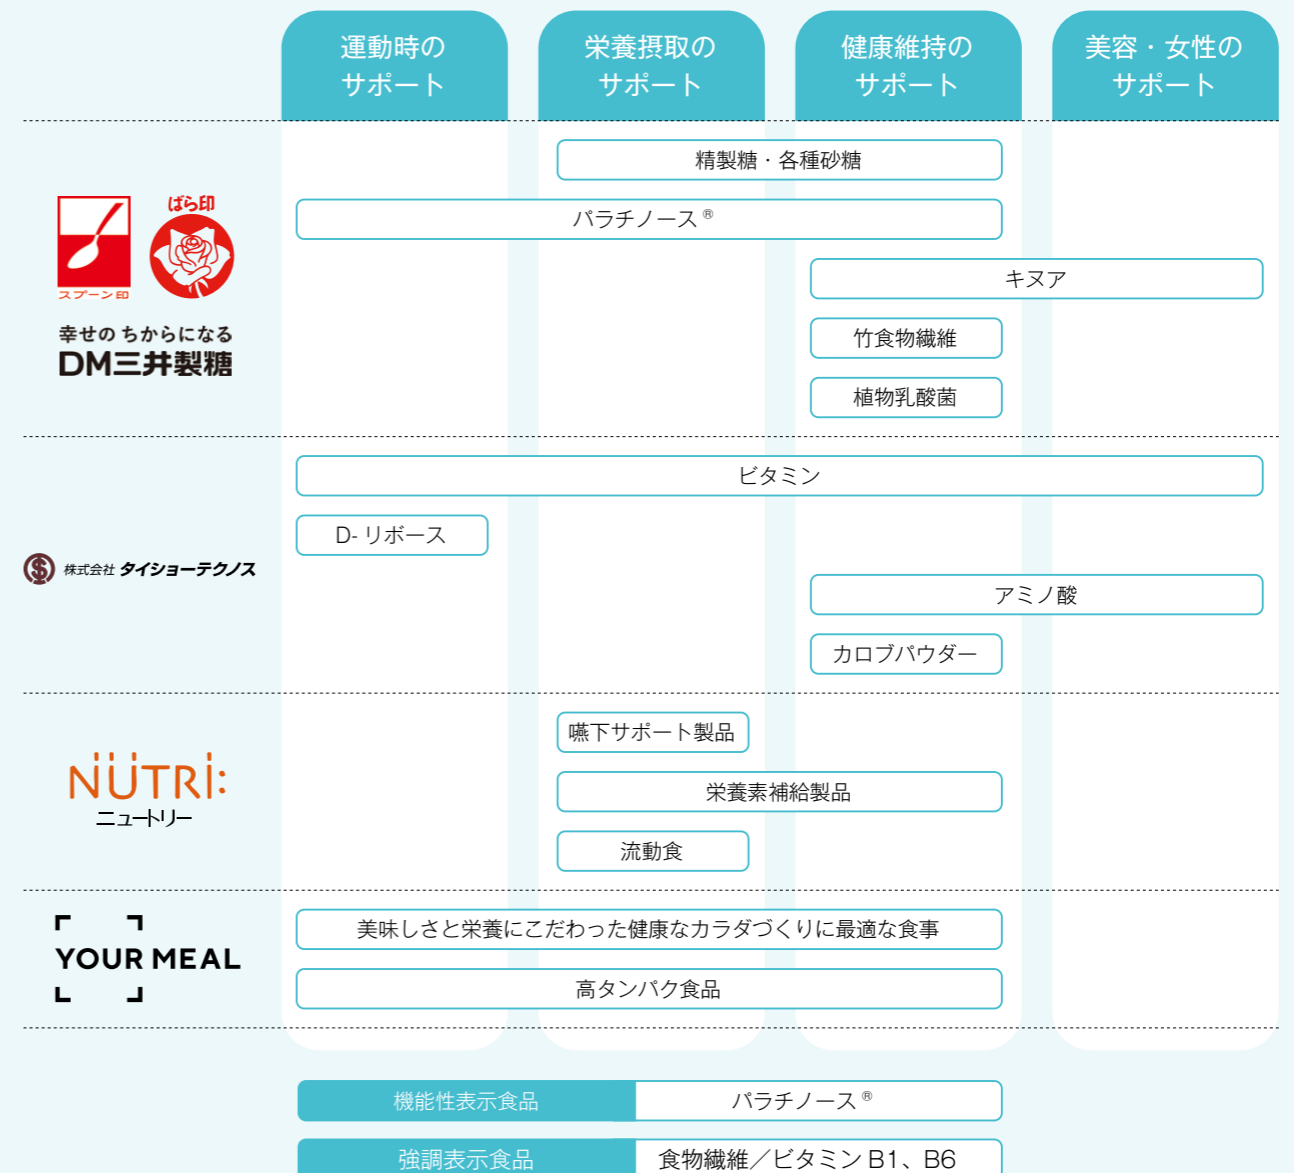 運動時の
サポート
栄養摂取の
サポート
健康維持の
サポート
美容・女性の
サポート
スプーン印
ばら印
幸せの ちからになる
DM三井製糖
精製糖・各種砂糖
パラチノース®
キヌア
竹食物繊維
植物乳酸菌
株式会社 タイショーテクノス
ビタミン
D-リボース
アミノ酸
カロブパウダー
NÜTRI:
ニュートリー
嚥下サポート製品
栄養素補給製品
流動食
YOUR MEAL
美味しさと栄養にこだわった健康なカラダづくりに最適な食事
高タンパク食品
機能性表示食品 パラチノース®
強調表示食品 食物繊維／ビタミン B1、B6